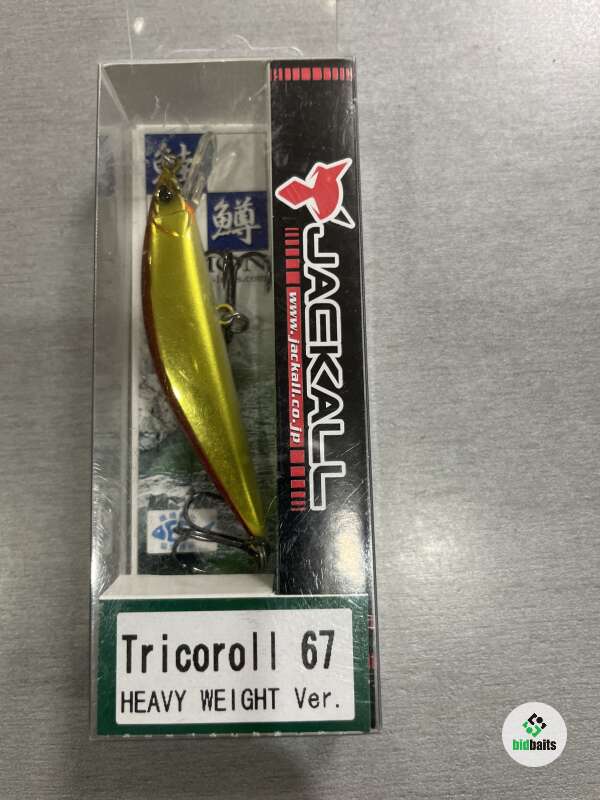 鱒
JACKALL
www.jackall.co.jp
Tricoroll 67
HEAVY WEIGHT Ver.
bidbaits